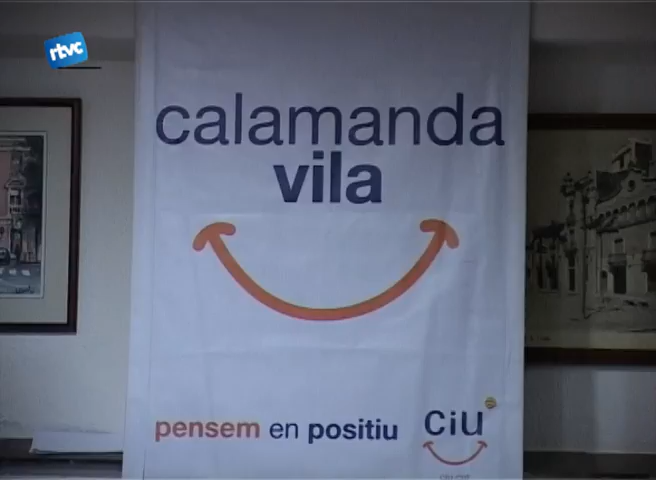 rtvc
calamanda
vila
pensem en positiu
CiU